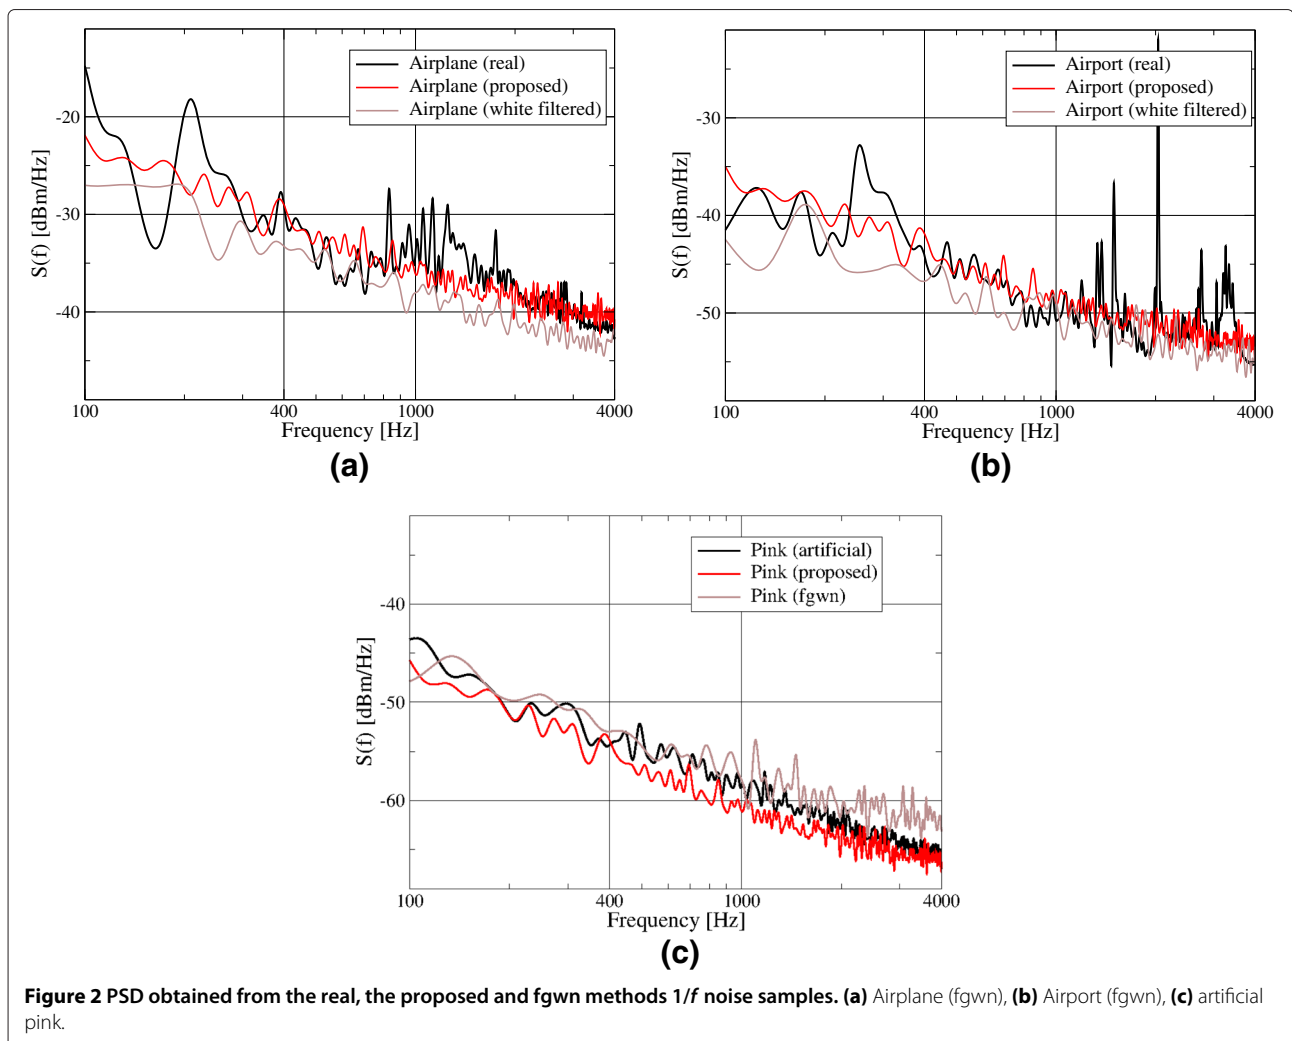 Airplane (real)
Airplane (proposed)
Airplane (white filtered)
-20
-30
-40
S(f) [dBm/Hz]
100
400
1000
4000
Frequency [Hz]
(a)
Airport (real)
Airport (proposed)
Airport (white filtered)
-30
-40
-50
S(f) [dBm/Hz]
100
400
1000
4000
Frequency [Hz]
(b)
Pink (artificial)
Pink (proposed)
Pink (fgwn)
-40
-50
-60
S(f) [dBm/Hz]
100
400
1000
4000
Frequency [Hz]
(c)
Figure 2 PSD obtained from the real, the proposed and fgwn methods 1/f noise samples. (a) Airplane (fgwn), (b) Airport (fgwn), (c) artificial
pink.